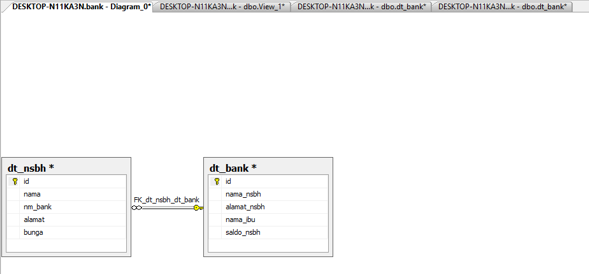 DESKTOP-N11KA3N.bank - Diagram_0*
DESKTOP-N11KA3N...k - dbo.View_1*
DESKTOP-N11KA3N...k - dbo.dt_bank*
DESKTOP-N11KA3N...k - dbo.dt_bank*
dt_nsbh *
id
nama
nm_bank
alamat
bunga
FK_dt_nsbh_dt_bank
dt_bank *
id
nama_nsbh
alamat_nsbh
nama_ibu
saldo_nsbh